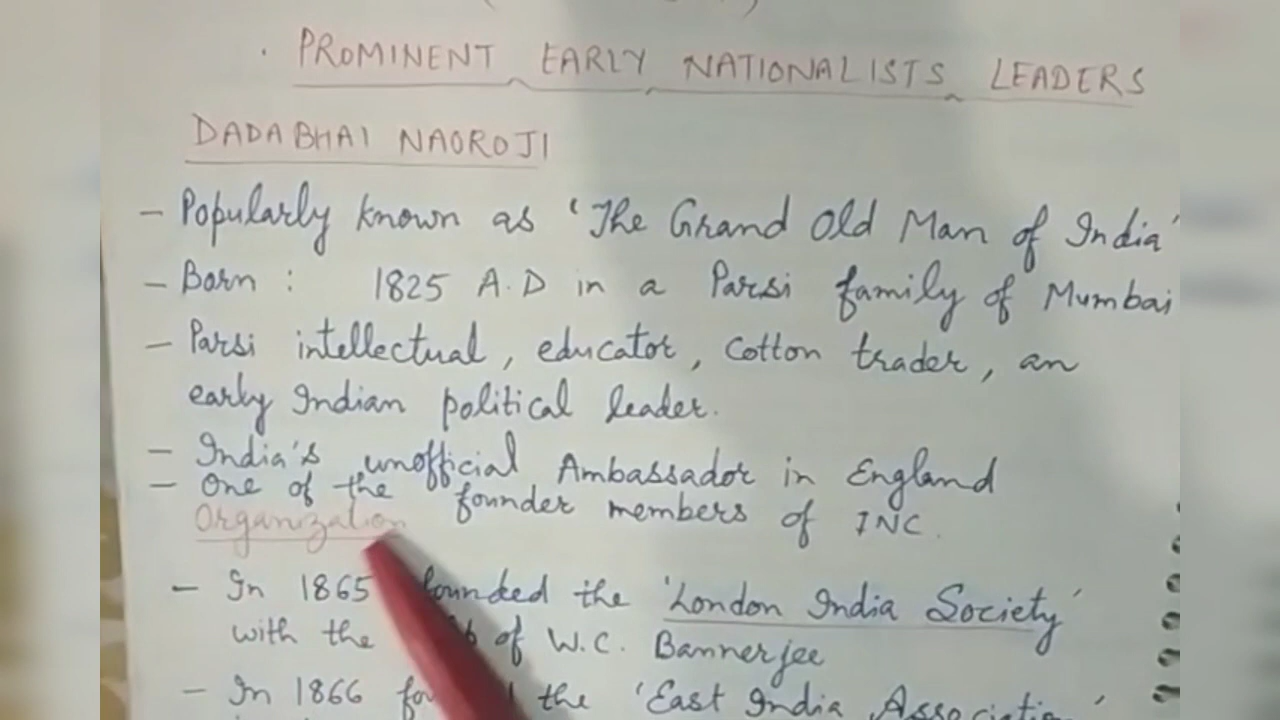 PROMINENT EARLY NATIONALISTS LEADERS
DADABHAI NAOROJI
- Popularly known as 'The Grand Old Man of India'
- Born : 1825 A.D in a Parsi family of Mumbai
- Parsi intellectual, educator, cotton trader, an
early Indian political leader.
- India's unofficial Ambassador in England
- One of the founder members of INC.
Organization
- In 1865 founded the 'London India Society'
with the of W.C. Bannerjee
- In 1866 the 'East India Association'